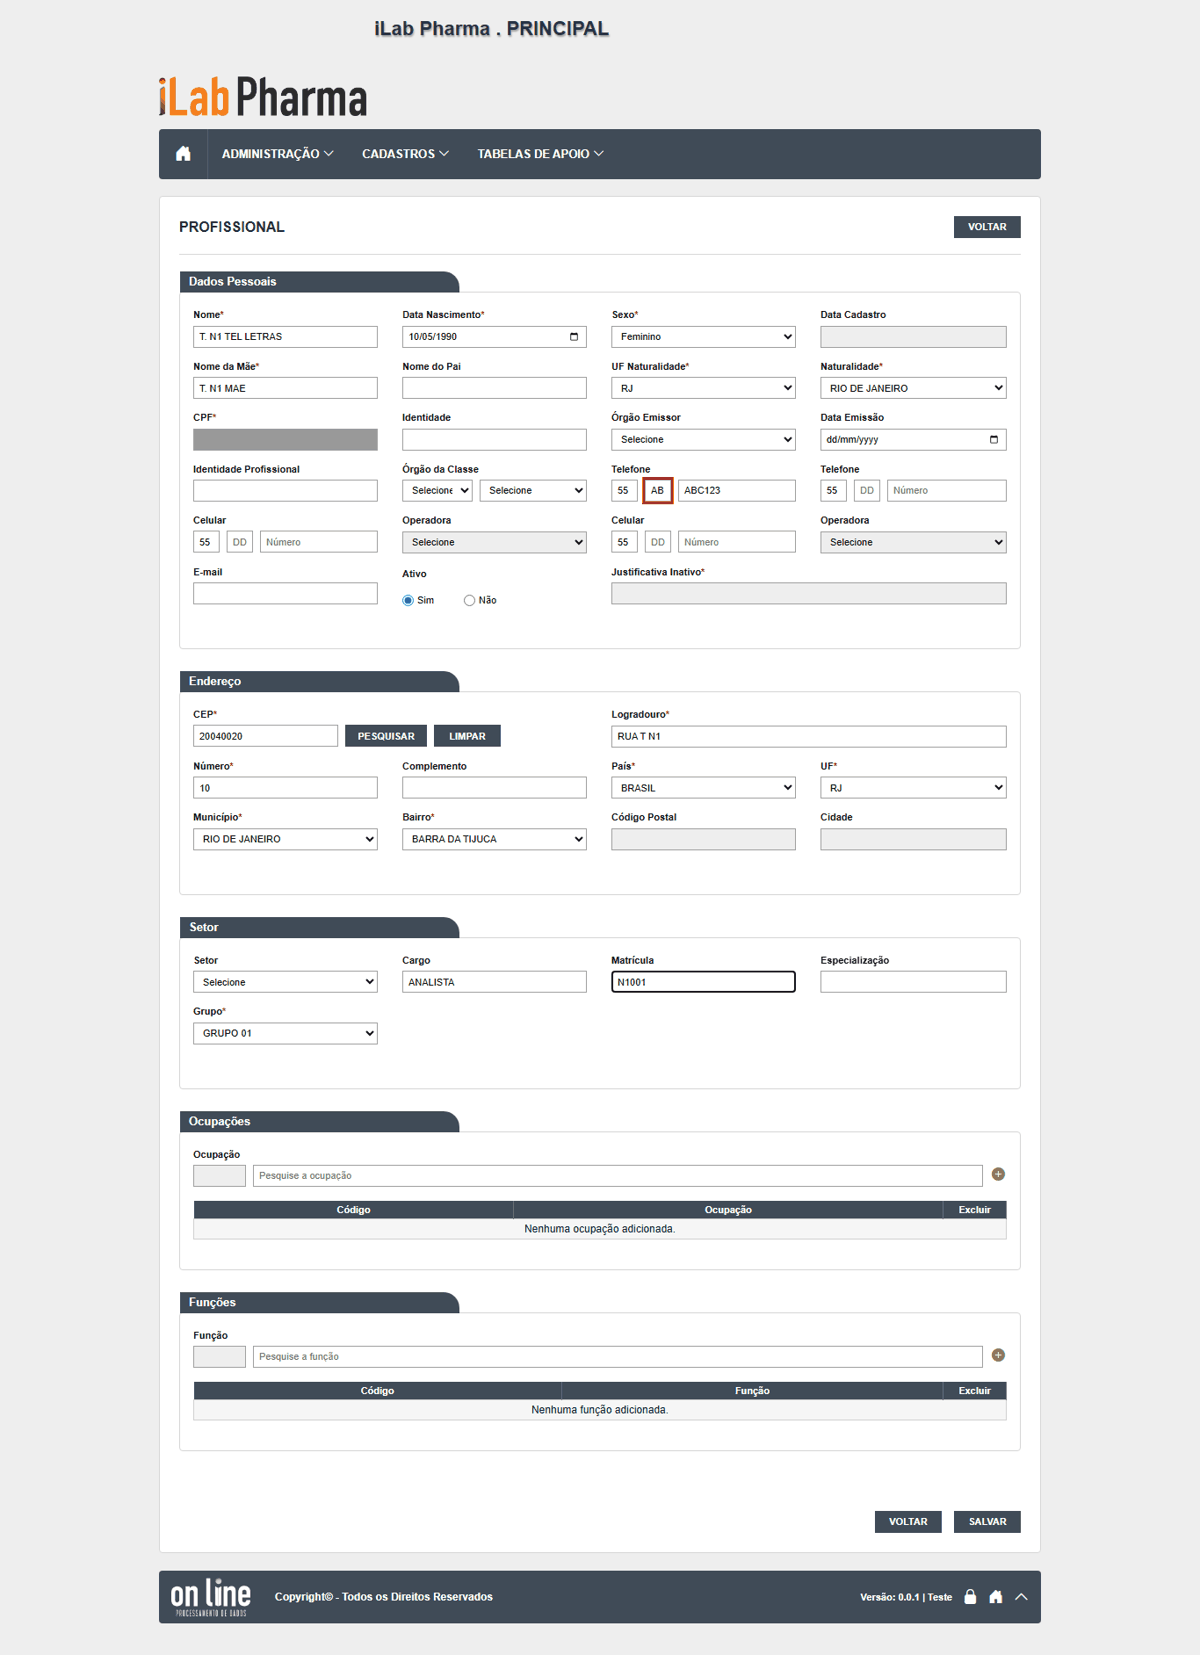 iLab Pharma . PRINCIPAL
iLab Pharma
ADMINISTRAÇÃO CADASTROS TABELAS DE APOIO
PROFISSIONAL VOLTAR
Dados Pessoais
Nome* Data Nascimento* Sexo* Data Cadastro
T. N1 TEL LETRAS 10/05/1990 Feminino
Nome da Mãe* Nome do Pai UF Naturalidade* Naturalidade*
T. N1 MAE RJ RIO DE JANEIRO
CPF* Identidade Órgão Emissor Data Emissão
Selecione dd/mm/yyyy
Identidade Profissional Órgão da Classe Telefone Telefone
Selecione Selecione 55 AB ABC123 55 DD Número
Celular Operadora Celular Operadora
55 DD Número Selecione 55 DD Número Selecione
E-mail Ativo Justificativa Inativo*
Sim Não
Endereço
CEP* Logradouro*
20040020 PESQUISAR LIMPAR RUA T N1
Número* Complemento País* UF*
10 BRASIL RJ
Município* Bairro* Código Postal Cidade
RIO DE JANEIRO BARRA DA TIJUCA
Setor
Setor Cargo Matrícula Especialização
Selecione ANALISTA N1001
Grupo*
GRUPO 01
Ocupações
Ocupação
Pesquise a ocupação
Código Ocupação Excluir
Nenhuma ocupação adicionada.
Funções
Função
Pesquise a função
Código Função Excluir
Nenhuma função adicionada.
VOLTAR SALVAR
on line
PROCESSAMENTO DE DADOS
Copyright© - Todos os Direitos Reservados Versão: 0.0.1 | Teste